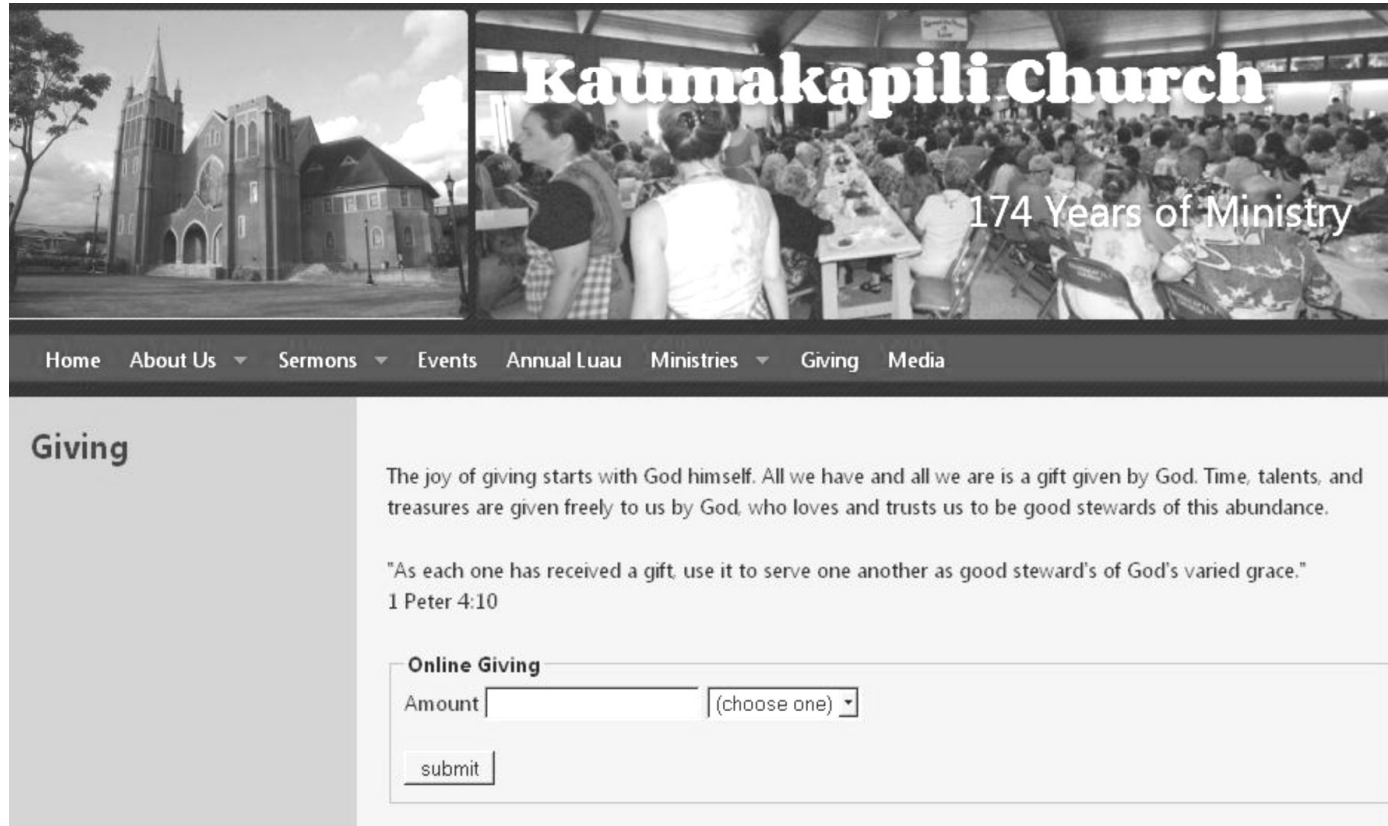 Kaumakapili Church
174 Years of Ministry
Home About Us Sermons Events Annual Luau Ministries Giving Media
Giving
The joy of giving starts with God himself. All we have and all we are is a gift given by God. Time, talents, and
treasures are given freely to us by God, who loves and trusts us to be good stewards of this abundance.
"As each one has received a gift, use it to serve one another as good steward's of God's varied grace."
1 Peter 4:10
Online Giving
Amount (choose one)
submit